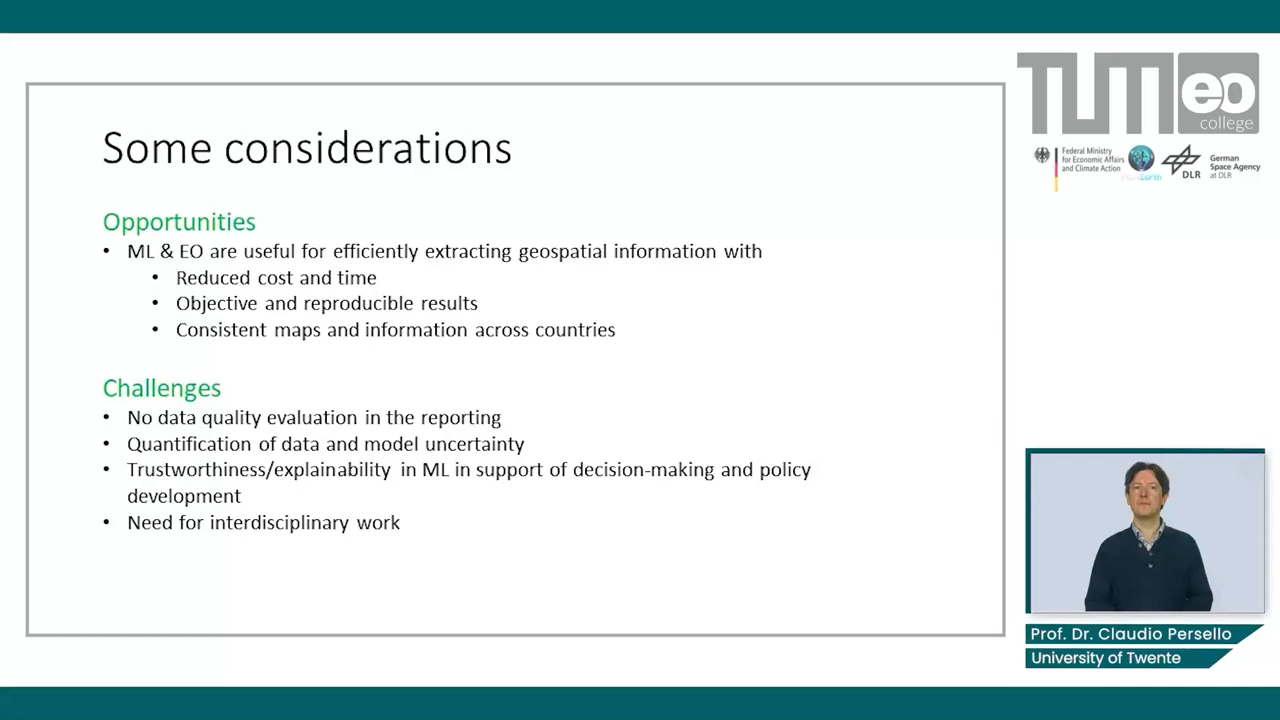 Some considerations
Opportunities
• ML & EO are useful for efficiently extracting geospatial information with
• Reduced cost and time
• Objective and reproducible results
• Consistent maps and information across countries
Challenges
• No data quality evaluation in the reporting
• Quantification of data and model uncertainty
• Trustworthiness/explainability in ML in support of decision-making and policy
development
• Need for interdisciplinary work
TUM
eo
college
Federal Ministry
for Economic Affairs
and Climate Action
DLR
German
Space Agency
at DLR
Prof. Dr. Claudio Persello
University of Twente